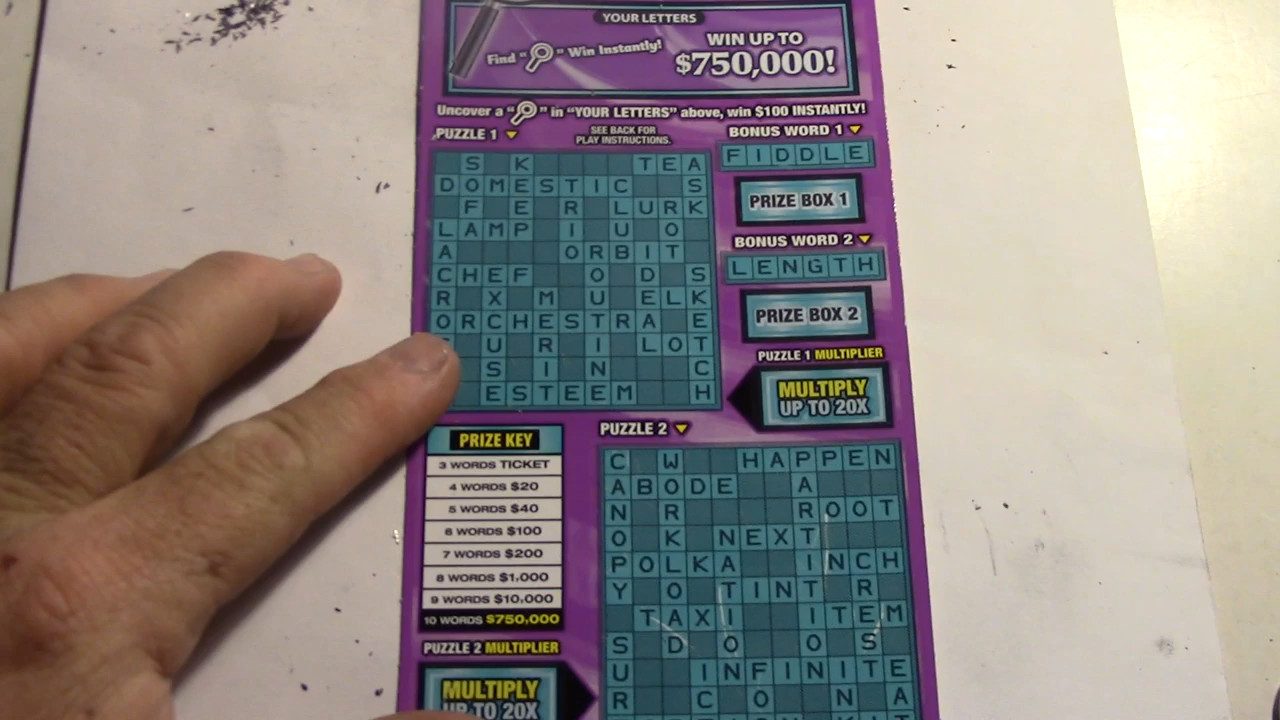 YOUR LETTERS
Find " " Win Instantly!
WIN UP TO
$750,000!
Uncover a " " in "YOUR LETTERS" above, win $100 INSTANTLY!
PUZZLE 1
SEE BACK FOR
PLAY INSTRUCTIONS.
BONUS WORD 1
FIDDLE
PRIZE BOX 1
BONUS WORD 2
LENGTH
PRIZE BOX 2
PUZZLE 1 MULTIPLIER
MULTIPLY
UP TO 20X
S K TEA
DOMESTIC S
F E R LURK
LAMP I U O
A ORBIT
CHEF O D S
R X M U ELK
ORCHESTRA E
U R I LOT
S I N C
ESTEEM H
PRIZE KEY
3 WORDS TICKET
4 WORDS $20
5 WORDS $40
6 WORDS $100
7 WORDS $200
8 WORDS $1,000
9 WORDS $10,000
10 WORDS $750,000
PUZZLE 2 MULTIPLIER
MULTIPLY
UP TO 20X
PUZZLE 2
C W HAPPEN
ABODE A
N R ROOT
O K NEXT
POLKA INCH
Y O TINT R
TAXI ITEM
S D O O S
U INFINITE
R C O N A